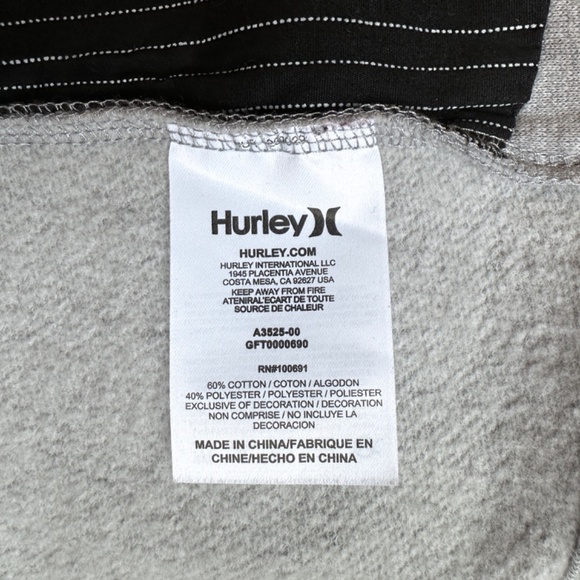 Hurley
HURLEY.COM
HURLEY INTERNATIONAL LLC
1945 PLACENTIA AVENUE
COSTA MESA, CA 92627 USA
KEEP AWAY FROM FIRE
ATENIRAL'ECART DE TOUTE
SOURCE DE CHALEUR
A3525-00
GFT0000690
RN#100691
60% COTTON / COTON / ALGODON
40% POLYESTER / POLYESTER / POLIESTER
EXCLUSIVE OF DECORATION / DECORATION
NON COMPRISE / NO INCLUYE LA
DECORACION
MADE IN CHINA/FABRIQUE EN
CHINE/HECHO EN CHINA